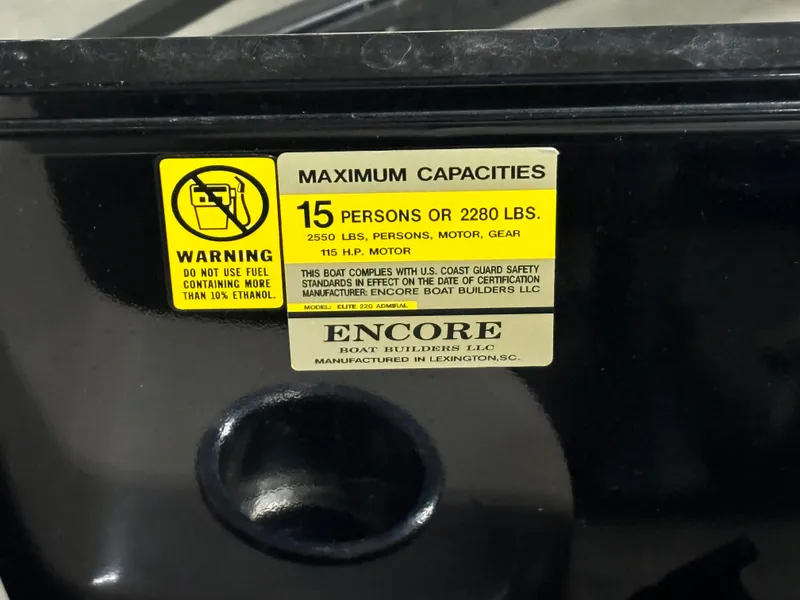 WARNING
DO NOT USE FUEL
CONTAINING MORE
THAN 10% ETHANOL.
MAXIMUM CAPACITIES
15 PERSONS OR 2280 LBS.
2550 LBS, PERSONS, MOTOR, GEAR
115 H.P. MOTOR
THIS BOAT COMPLIES WITH U.S. COAST GUARD SAFETY
STANDARDS IN EFFECT ON THE DATE OF CERTIFICATION
MANUFACTURER: ENCORE BOAT BUILDERS LLC
MODEL: ELITE 220 ADMIRAL
ENCORE
BOAT BUILDERS LLC
MANUFACTURED IN LEXINGTON,SC.